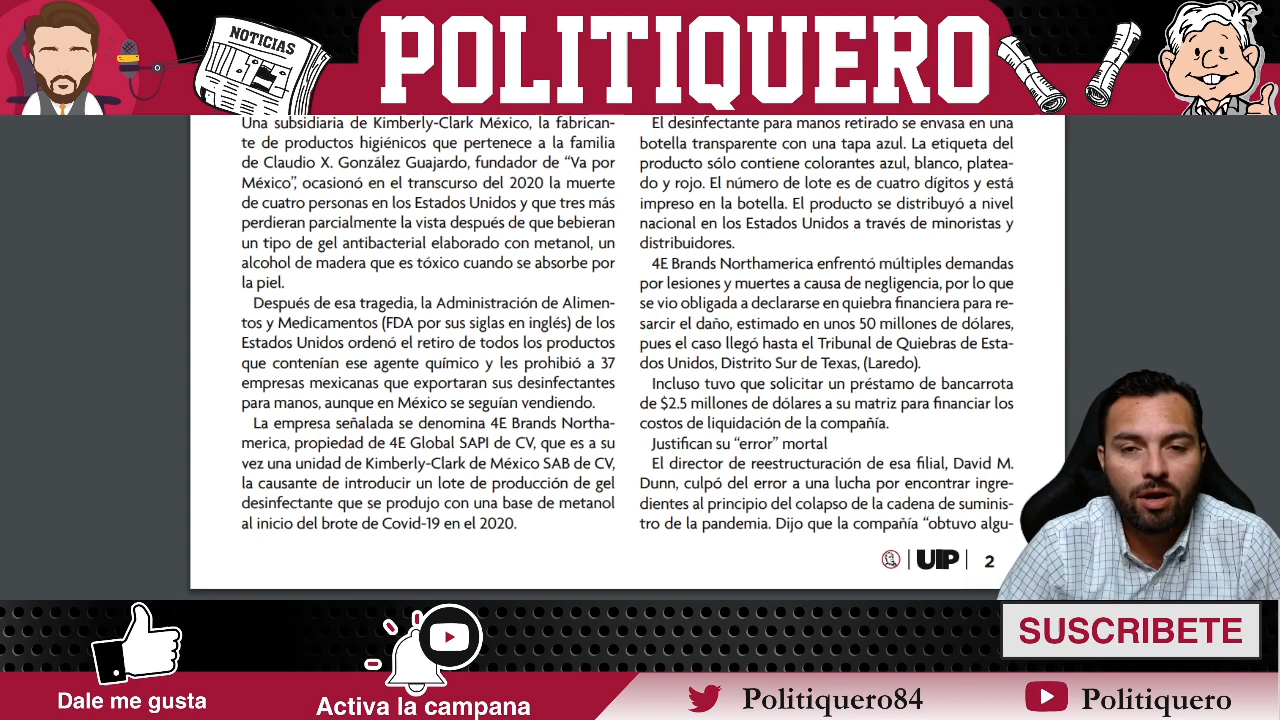 NOTICIAS
POLITIQUERO
Una subsidiaria de Kimberly-Clark México, la fabrican-
te de productos higiénicos que pertenece a la familia
de Claudio X. González Guajardo, fundador de “Va por
México”, ocasionó en el transcurso del 2020 la muerte
de cuatro personas en los Estados Unidos y que tres más
perdieran parcialmente la vista después de que bebieran
un tipo de gel antibacterial elaborado con metanol, un
alcohol de madera que es tóxico cuando se absorbe por
la piel.
Después de esa tragedia, la Administración de Alimen-
tos y Medicamentos (FDA por sus siglas en inglés) de los
Estados Unidos ordenó el retiro de todos los productos
que contenían ese agente químico y les prohibió a 37
empresas mexicanas que exportaran sus desinfectantes
para manos, aunque en México se seguían vendiendo.
La empresa señalada se denomina 4E Brands Northa-
merica, propiedad de 4E Global SAPI de CV, que es a su
vez una unidad de Kimberly-Clark de México SAB de CV,
la causante de introducir un lote de producción de gel
desinfectante que se produjo con una base de metanol
al inicio del brote de Covid-19 en el 2020.
El desinfectante para manos retirado se envasa en una
botella transparente con una tapa azul. La etiqueta del
producto sólo contiene colorantes azul, blanco, platea-
do y rojo. El número de lote es de cuatro dígitos y está
impreso en la botella. El producto se distribuyó a nivel
nacional en los Estados Unidos a través de minoristas y
distribuidores.
4E Brands Northamerica enfrentó múltiples demandas
por lesiones y muertes a causa de negligencia, por lo que
se vio obligada a declararse en quiebra financiera para re-
sarcir el daño, estimado en unos 50 millones de dólares,
pues el caso llegó hasta el Tribunal de Quiebras de Esta-
dos Unidos, Distrito Sur de Texas, (Laredo).
Incluso tuvo que solicitar un préstamo de bancarrota
de $2.5 millones de dólares a su matriz para financiar los
costos de liquidación de la compañía.
Justifican su “error” mortal
El director de reestructuración de esa filial, David M.
Dunn, culpó del error a una lucha por encontrar ingre-
dientes al principio del colapso de la cadena de suminis-
tro de la pandemia. Dijo que la compañía “obtuvo algu-
UIP 2
SUSCRIBETE
Dale me gusta
Activa la campana
Politiquero84
Politiquero